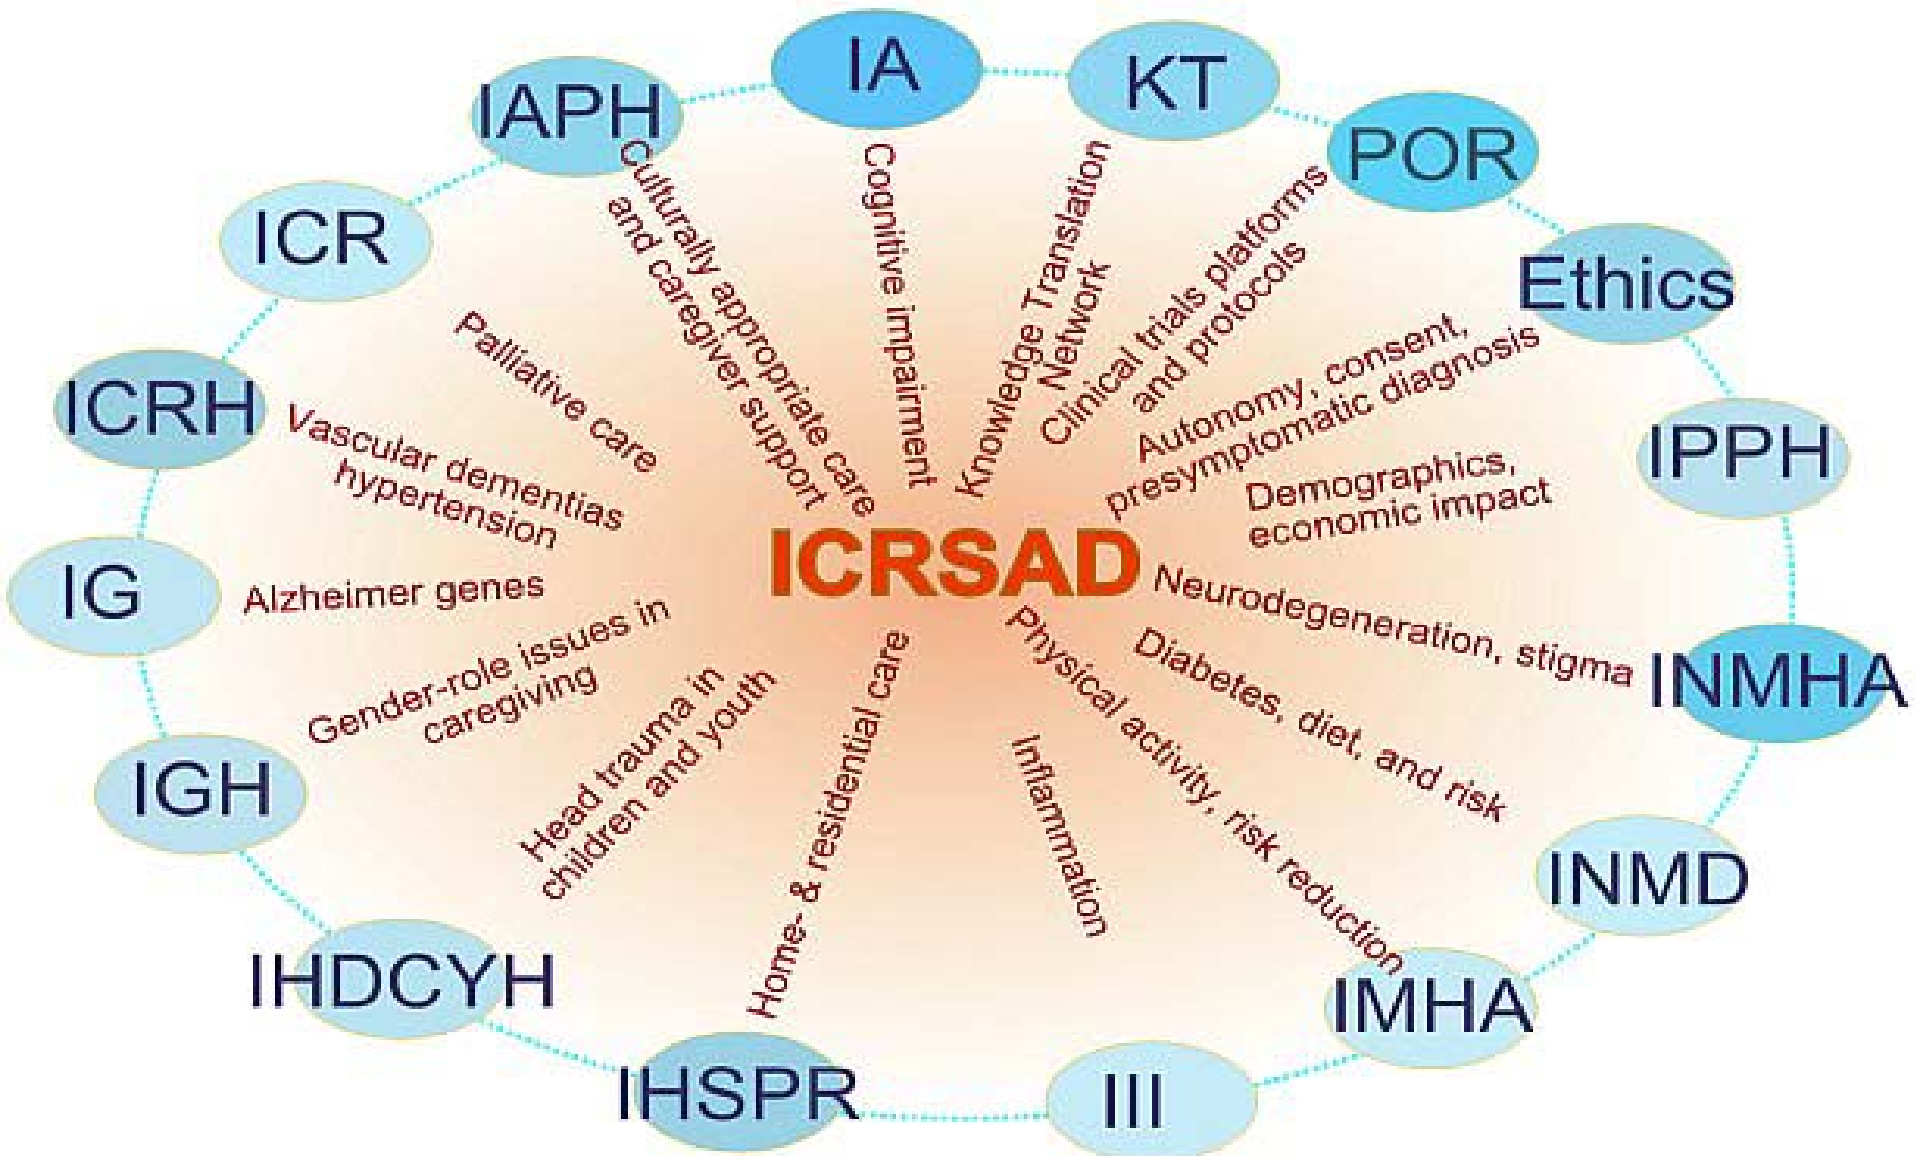 IA
KT
POR
Ethics
IPPH
INMHA
INMD
IMHA
III
IHSPR
IHDCYH
IGH
IG
ICRH
ICR
IAPH
Culturally appropriate care
and caregiver support
Cognitive impairment
Knowledge Translation
Network
Clinical trials platforms
and protocols
Autonomy, consent,
presymptomatic diagnosis
Demographics,
economic impact
Neurodegeneration, stigma
Diabetes, diet, and risk
Physical activity, risk reduction
Inflammation
Home- & residential care
Head trauma in
children and youth
Gender-role issues in
caregiving
Alzheimer genes
Vascular dementias
hypertension
Palliative care
ICRSAD